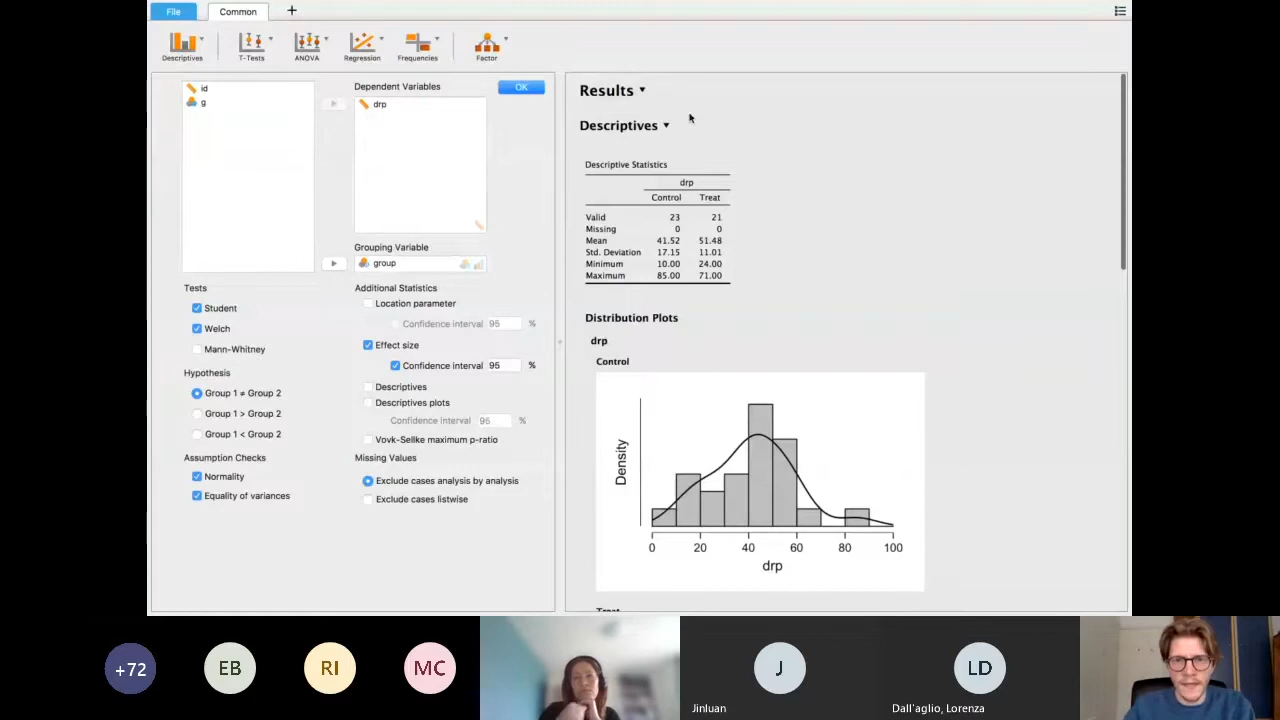 File
Common
+
Descriptives
T-Tests
ANOVA
Regression
Frequencies
Factor
id
g
Dependent Variables
OK
drp
Grouping Variable
group
Tests
Student
Welch
Mann-Whitney
Hypothesis
Group 1 ≠ Group 2
Group 1 > Group 2
Group 1 < Group 2
Assumption Checks
Normality
Equality of variances
Additional Statistics
Location parameter
Confidence interval 95 %
Effect size
Confidence interval 95 %
Descriptives
Descriptives plots
Confidence interval 95 %
Vovk-Sellke maximum p-ratio
Missing Values
Exclude cases analysis by analysis
Exclude cases listwise
Results
Descriptives
Descriptive Statistics
drp
Control Treat
Valid 23 21
Missing 0 0
Mean 41.52 51.48
Std. Deviation 17.15 11.01
Minimum 10.00 24.00
Maximum 85.00 71.00
Distribution Plots
drp
Control
Density
0 20 40 60 80 100
drp
Treat
+72
EB
RI
MC
J
Jinluan
LD
Dall'aglio, Lorenza